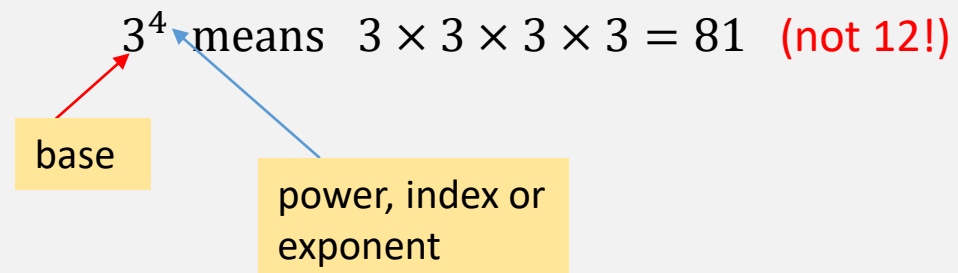 3⁴ means 3 × 3 × 3 × 3 = 81 (not 12!)
base
power, index or
exponent